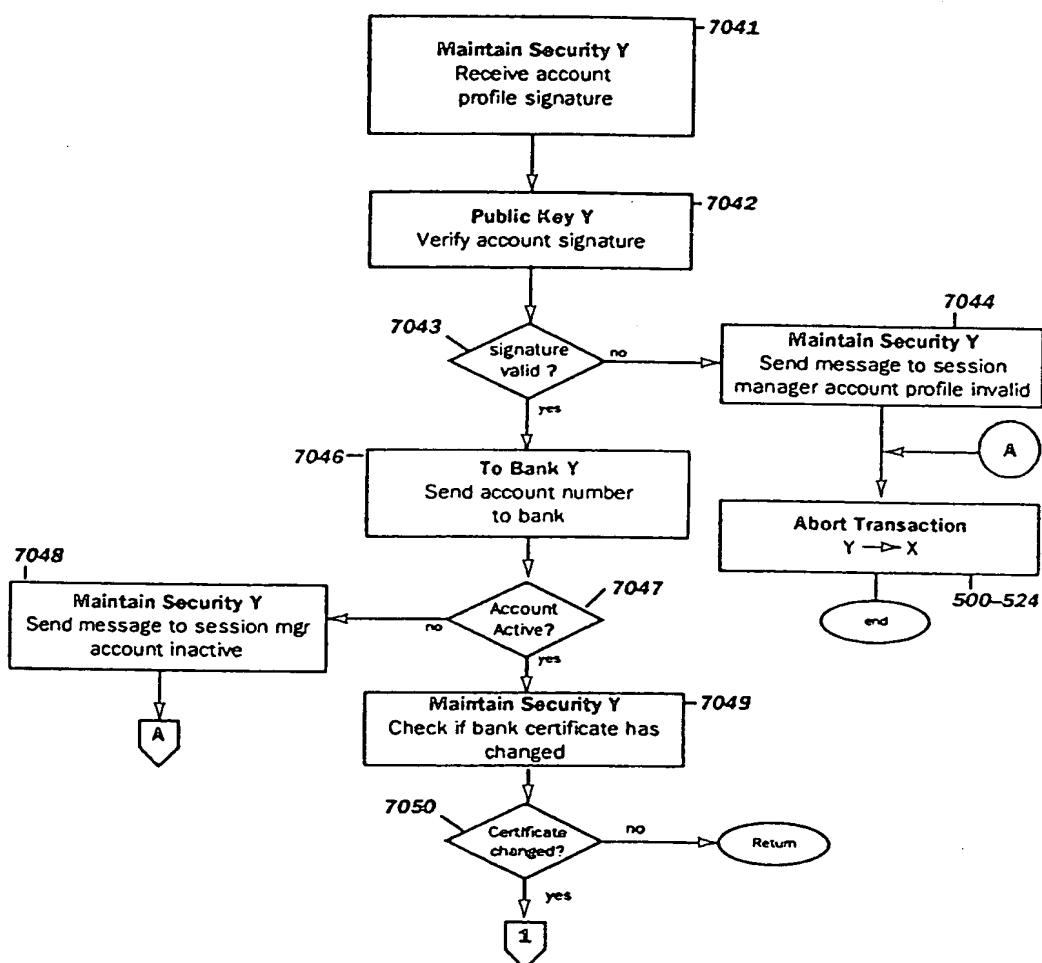 7041
Maintain Security Y
Receive account
profile signature
7042
Public Key Y
Verify account signature
7043
signature
valid ?
no
yes
7044
Maintain Security Y
Send message to session
manager account profile invalid
A
Abort Transaction
Y → X
500-524
end
7046
To Bank Y
Send account number
to bank
7047
Account
Active?
no
yes
7048
Maintain Security Y
Send message to session mgr
account inactive
A
7049
Maintain Security Y
Check if bank certificate has
changed
7050
Certificate
changed?
no
Return
yes
1